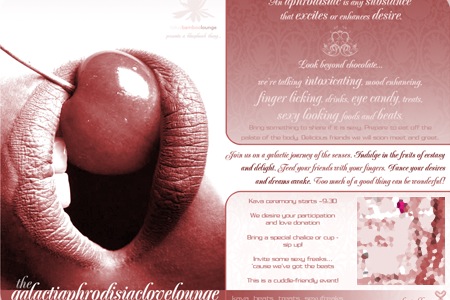 An aphrodisiac is any substance
that excites or enhances desire.
Look beyond chocolate...
we're talking intoxicating, mood enhancing,
finger licking, drinks, eye candy, treats,
sexy looking foods and beats.
Bring something to share if it is sexy. Prepare to eat off the
palate of the body. Delicious friends we will soon meet and greet.
Join us on a galactic journey of the senses. Indulge in the fruits of ecstasy
and delight. Feed your friends with your fingers. Dance your desires
and dreams awake. Too much of a good thing can be wonderful!
Kava ceremony starts ~9.30
We desire your participation
and love donation
Bring a special chalice or cup -
sip up!
Invite some sexy freaks...
'cause we've got the beats
This is a cuddle-friendly event!
the
galactiaphrodisiaclovelounge